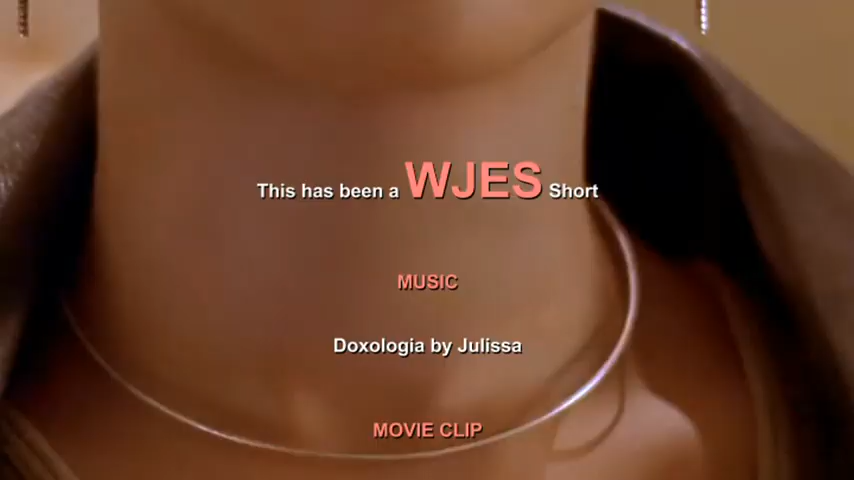 This has been a WJES Short
MUSIC
Doxologia by Julissa
MOVIE CLIP